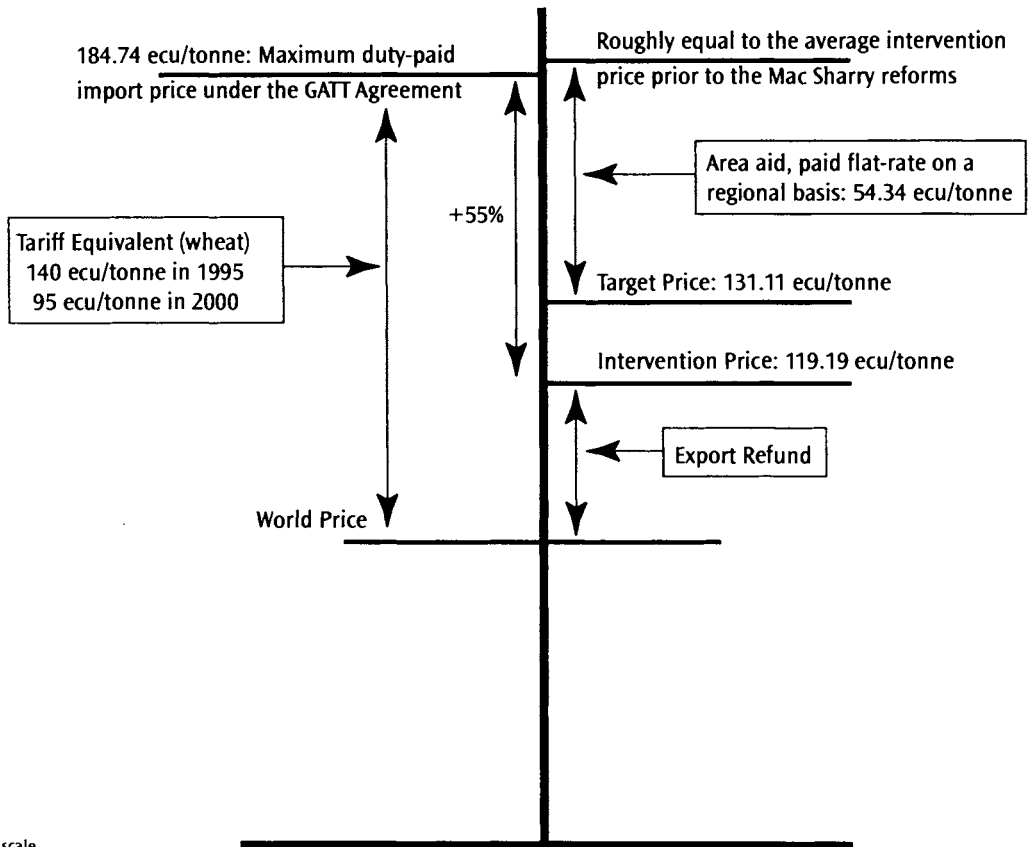 184.74 ecu/tonne: Maximum duty-paid
import price under the GATT Agreement
Roughly equal to the average intervention
price prior to the Mac Sharry reforms
Area aid, paid flat-rate on a
regional basis: 54.34 ecu/tonne
+55%
Tariff Equivalent (wheat)
140 ecu/tonne in 1995
95 ecu/tonne in 2000
Target Price: 131.11 ecu/tonne
Intervention Price: 119.19 ecu/tonne
Export Refund
World Price
scale